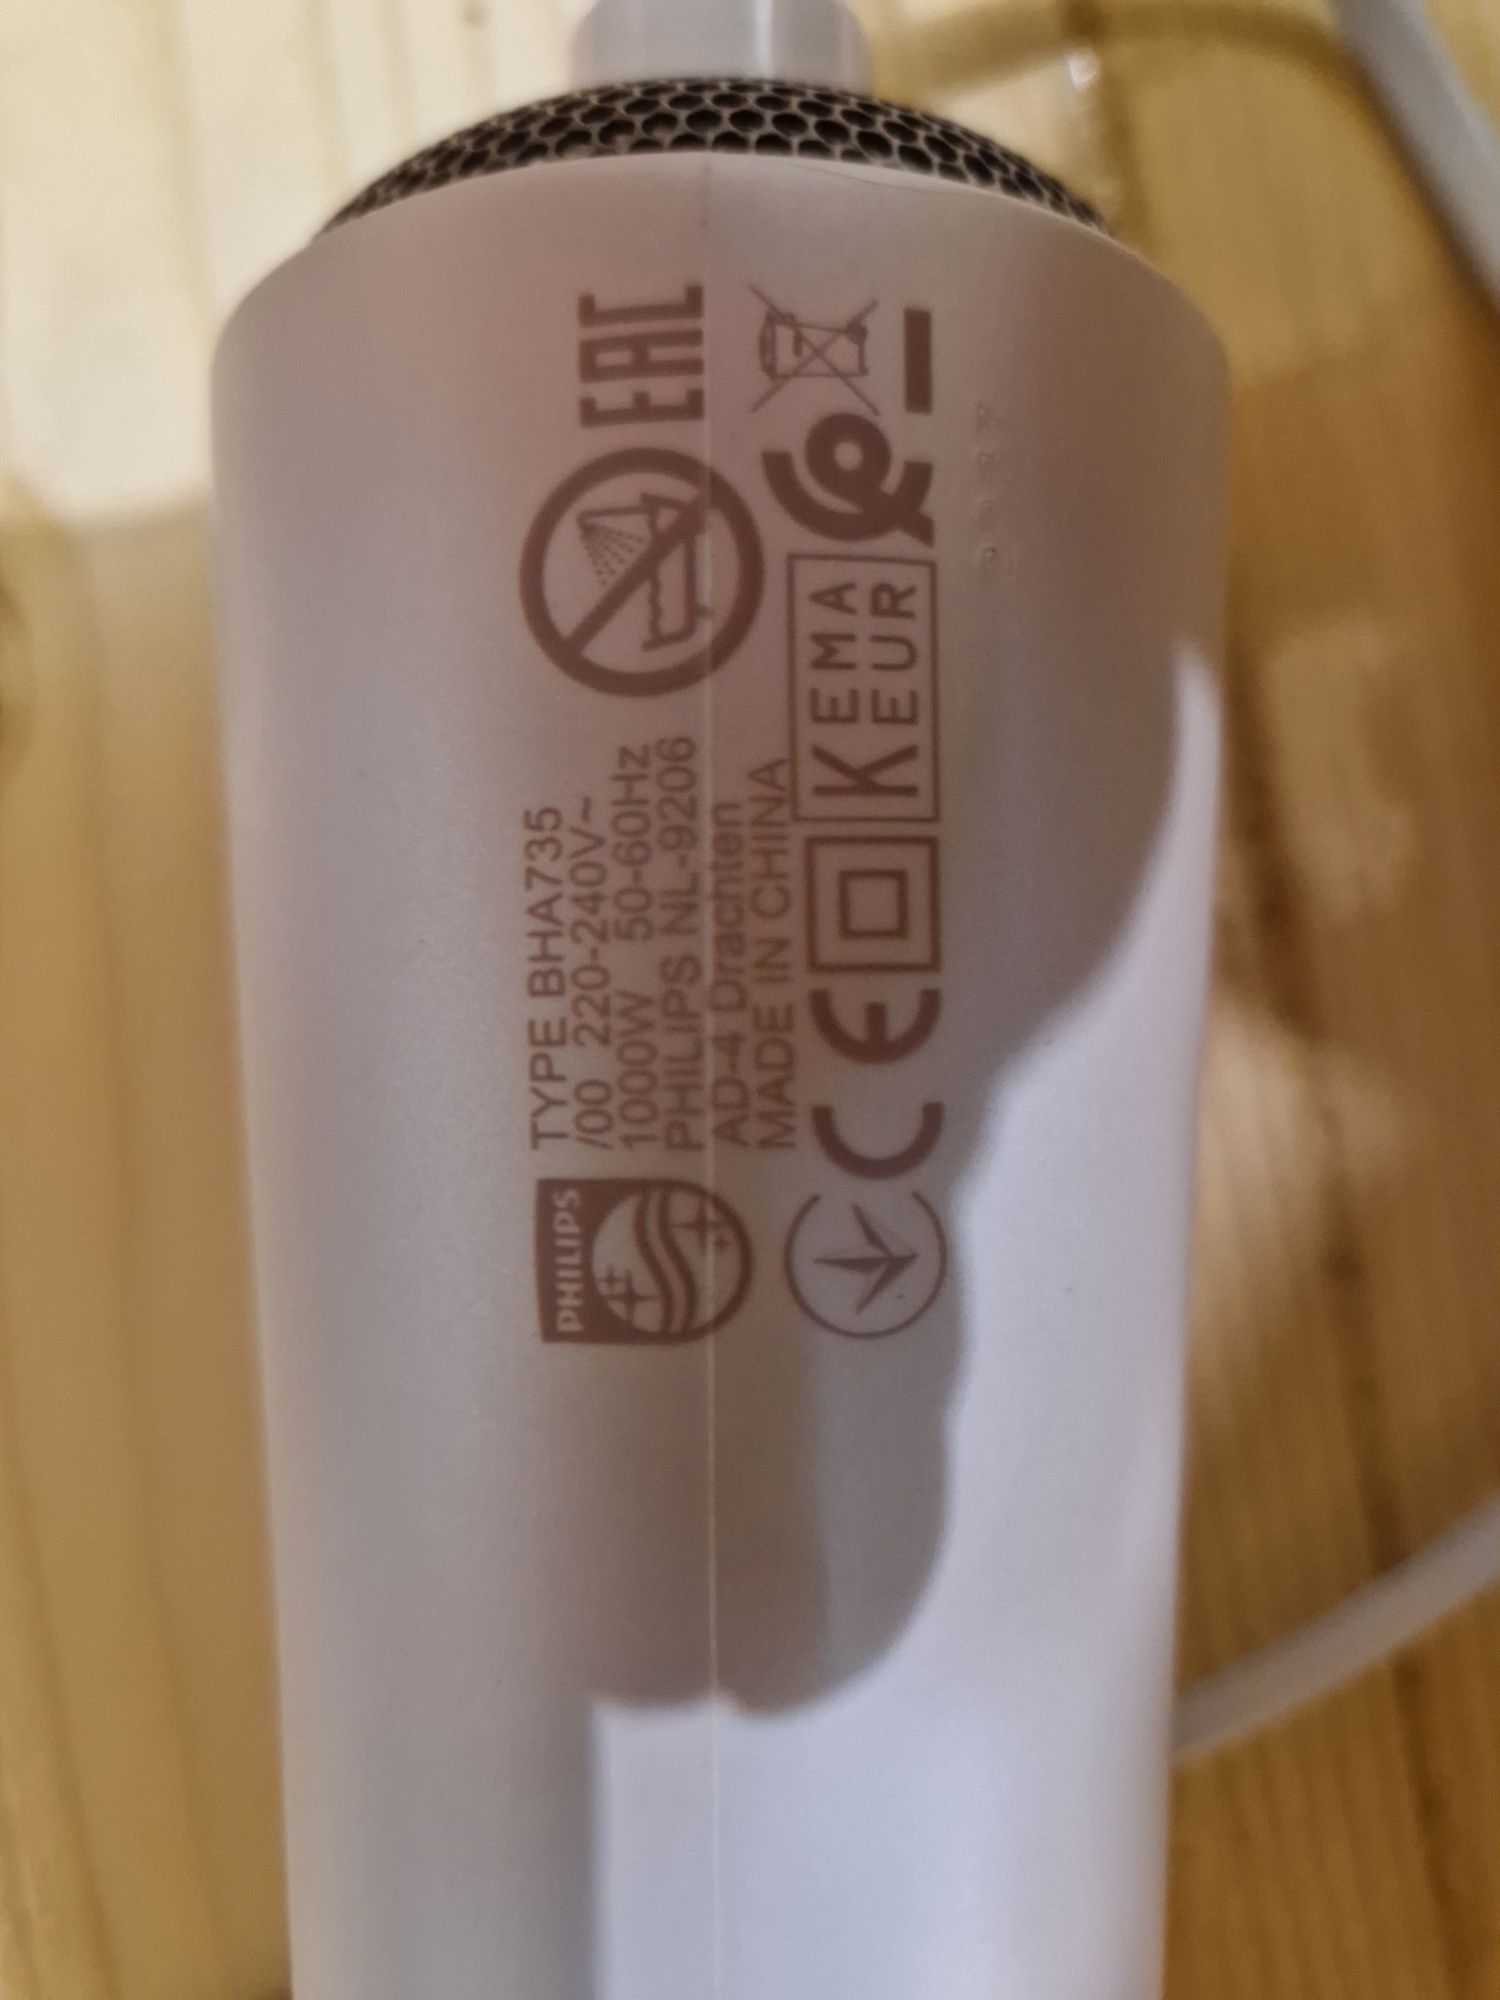 PHILIPS
TYPE BHA735
/00 220-240V~
1000W 50-60Hz
PHILIPS NL-9206
AD-4 Drachten
MADE IN CHINA
EAC
CE
KEMA
KEUR